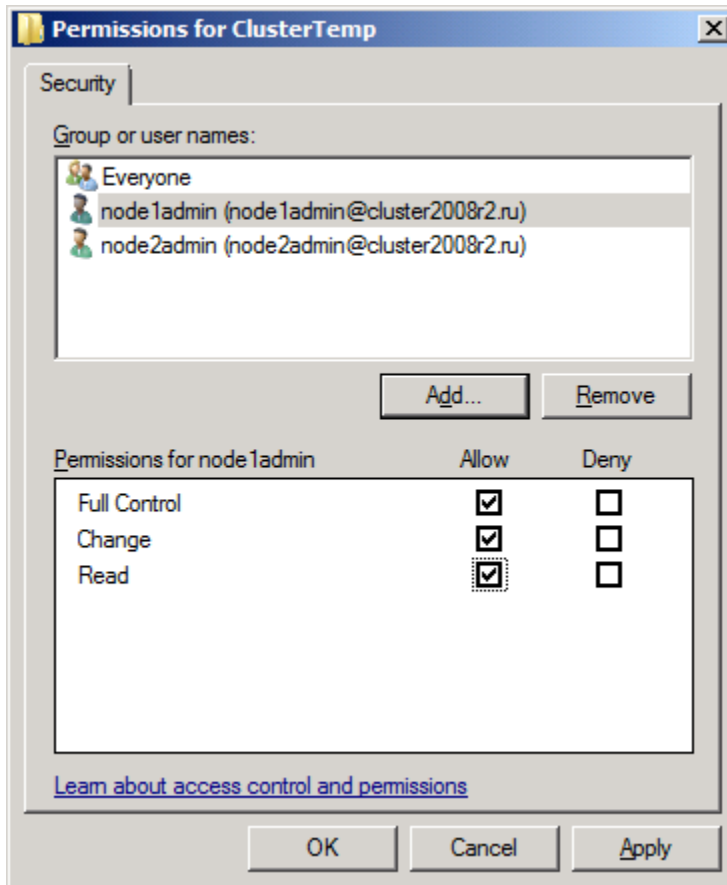 Permissions for ClusterTemp
Security
Group or user names:
Everyone
node1admin (node1admin@cluster2008r2.ru)
node2admin (node2admin@cluster2008r2.ru)
Add... Remove
Permissions for node1admin Allow Deny
Full Control
Change
Read
Learn about access control and permissions
OK Cancel Apply